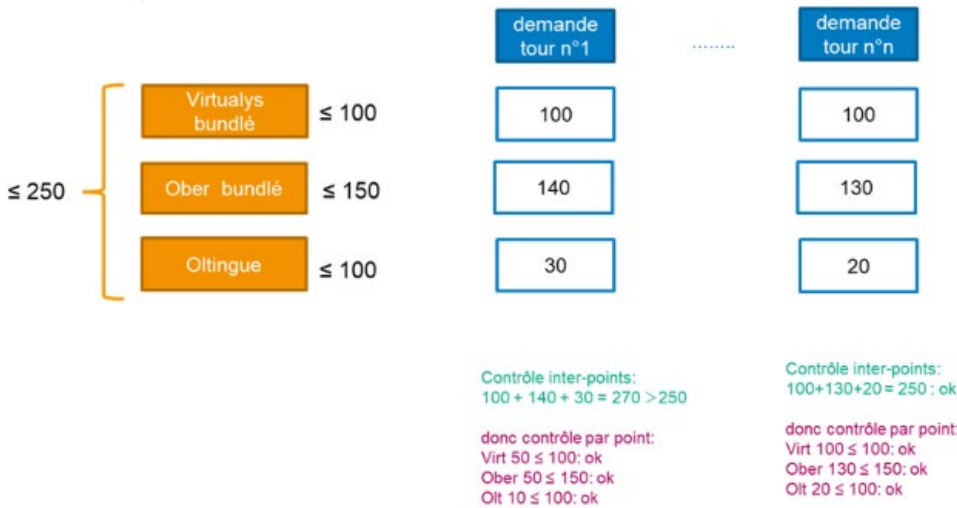 demande
tour n°1
........
demande
tour n°n
Virtualys
bundlé
≤ 100
100
100
≤ 250
Ober bundlé
≤ 150
140
130
Oltingue
≤ 100
30
20
Contrôle inter-points:
100 + 140 + 30 = 270 > 250
donc contrôle par point:
Virt 50 ≤ 100: ok
Ober 50 ≤ 150: ok
Olt 10 ≤ 100: ok
Contrôle inter-points:
100+130+20 = 250 : ok
donc contrôle par point:
Virt 100 ≤ 100: ok
Ober 130 ≤ 150: ok
Olt 20 ≤ 100: ok